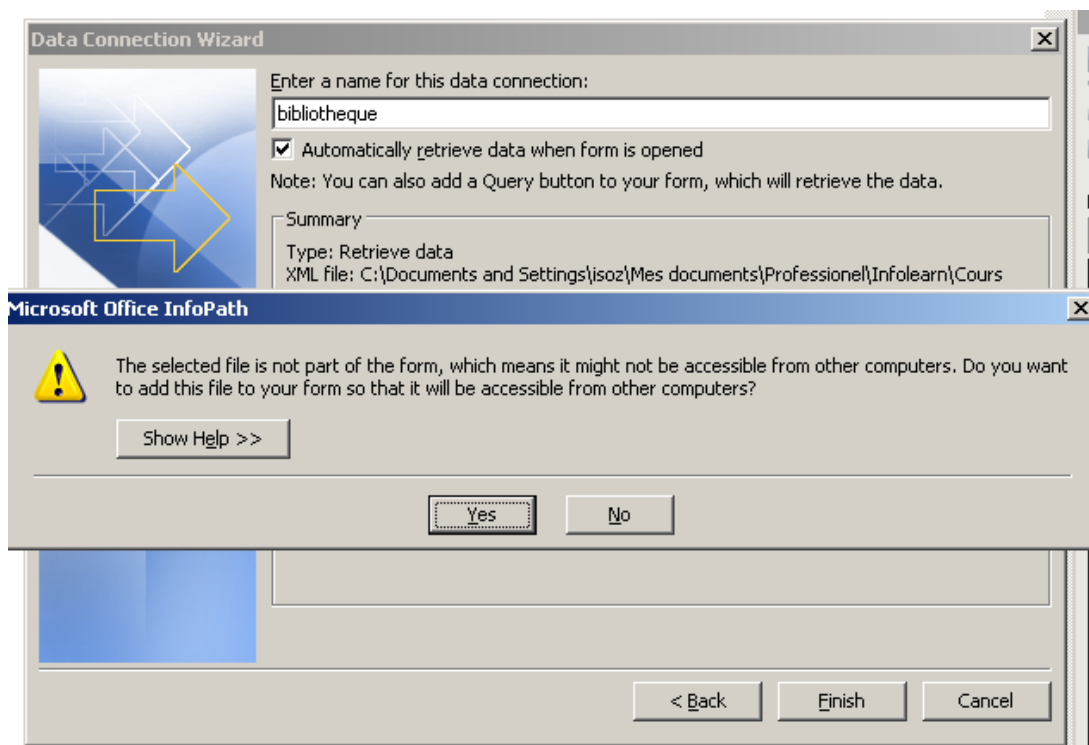 Data Connection Wizard
Enter a name for this data connection:
bibliotheque
Automatically retrieve data when form is opened
Note: You can also add a Query button to your form, which will retrieve the data.
Summary
Type: Retrieve data
XML file: C:\Documents and Settings\isoz\Mes documents\Professionel\Infolearn\Cours
Microsoft Office InfoPath
The selected file is not part of the form, which means it might not be accessible from other computers. Do you want
to add this file to your form so that it will be accessible from other computers?
Show Help >>
Yes
No
< Back
Finish
Cancel